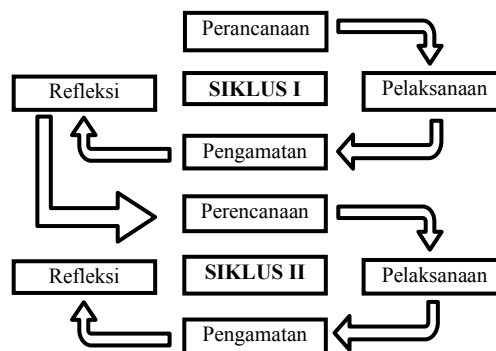 Perancanaan
Refleksi
SIKLUS I
Pelaksanaan
Pengamatan
Perencanaan
Refleksi
SIKLUS II
Pelaksanaan
Pengamatan